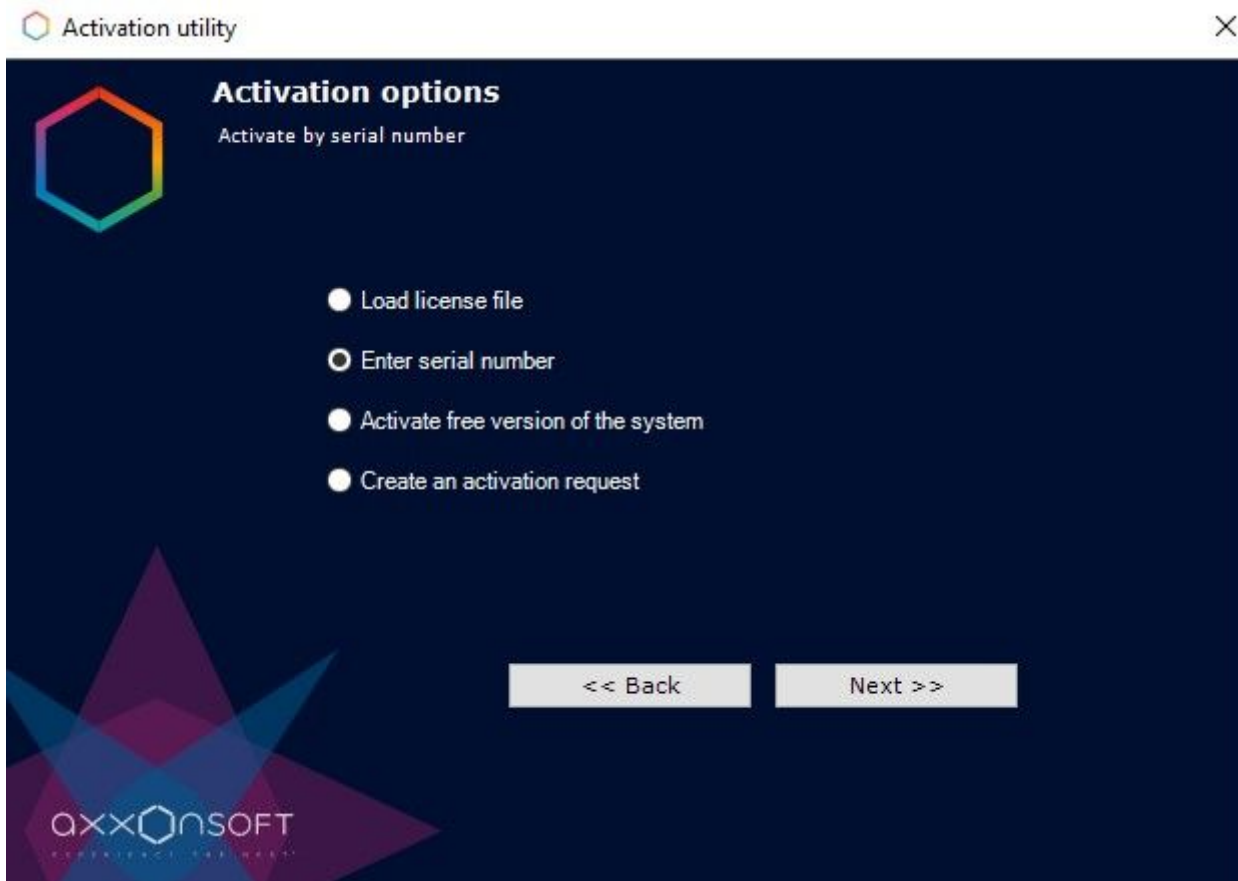 Activation utility
Activation options
Activate by serial number
Load license file
Enter serial number
Activate free version of the system
Create an activation request
<< Back
Next >>
axxonsoft